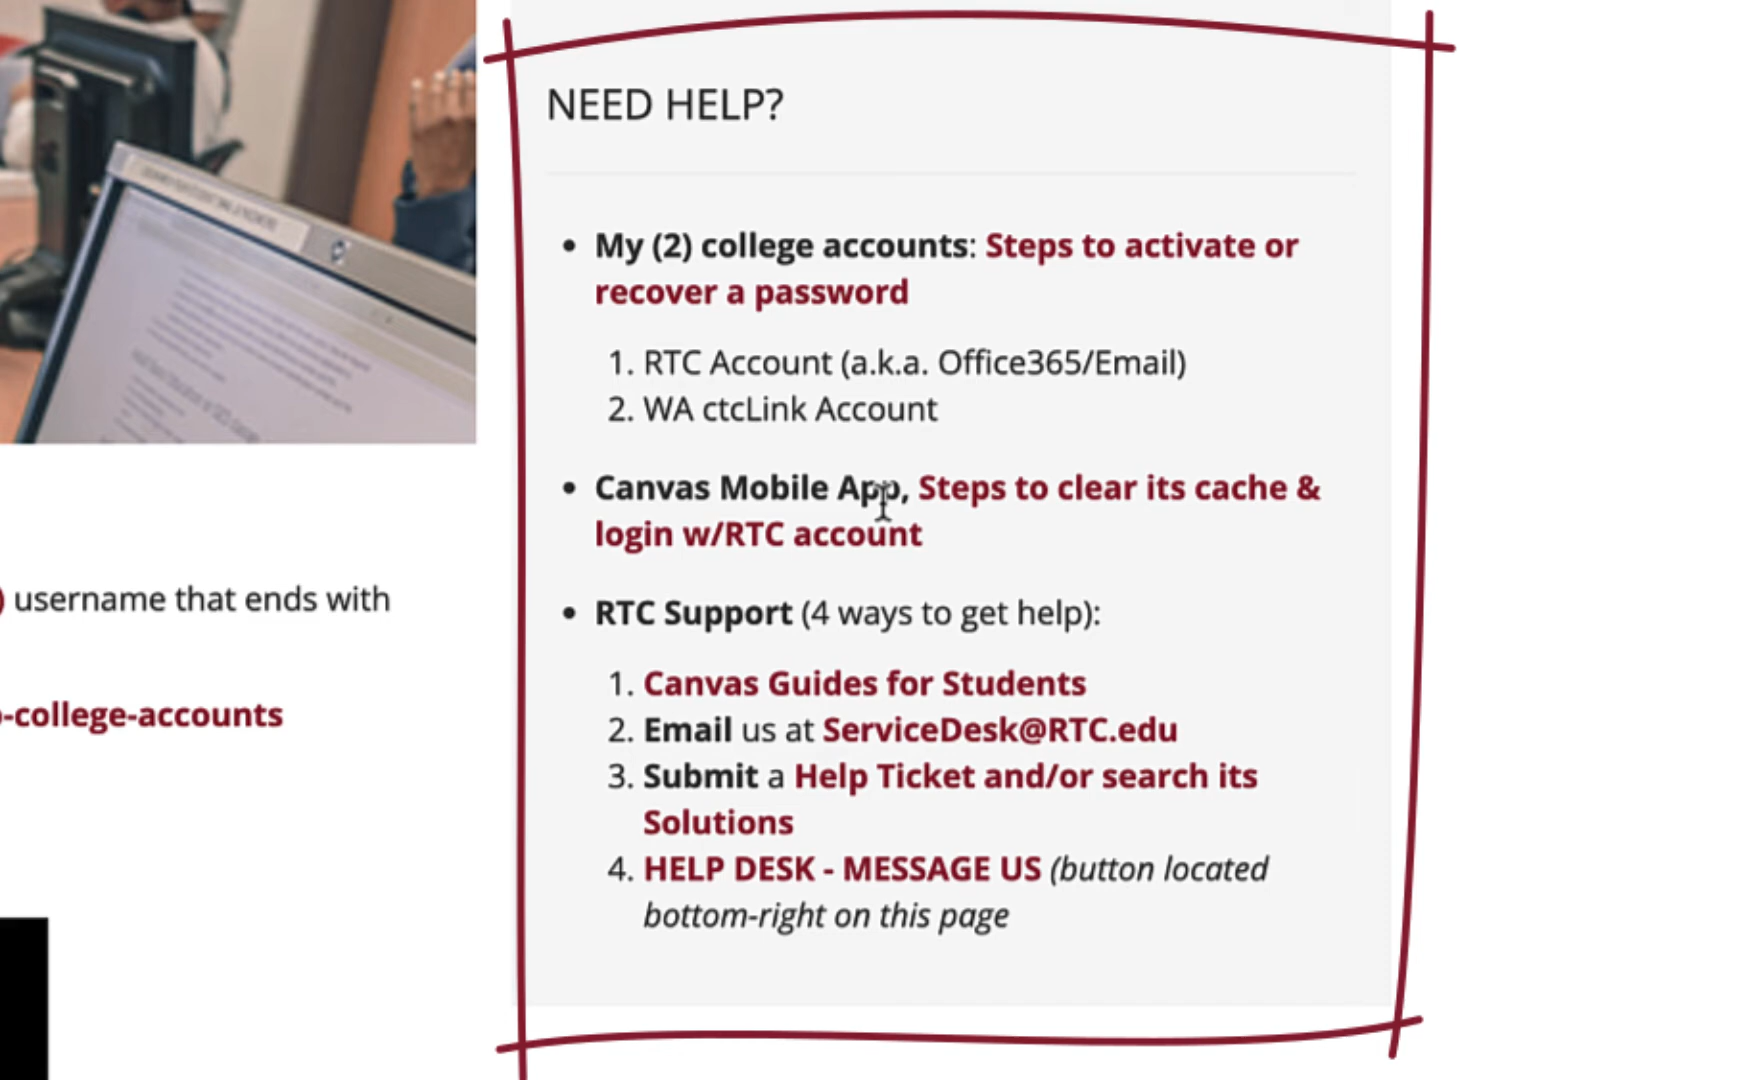 NEED HELP?
• My (2) college accounts: Steps to activate or
recover a password
1. RTC Account (a.k.a. Office365/Email)
2. WA ctcLink Account
• Canvas Mobile App, Steps to clear its cache &
login w/RTC account
• RTC Support (4 ways to get help):
1. Canvas Guides for Students
2. Email us at ServiceDesk@RTC.edu
3. Submit a Help Ticket and/or search its
Solutions
4. HELP DESK - MESSAGE US (button located
bottom-right on this page
username that ends with
-college-accounts